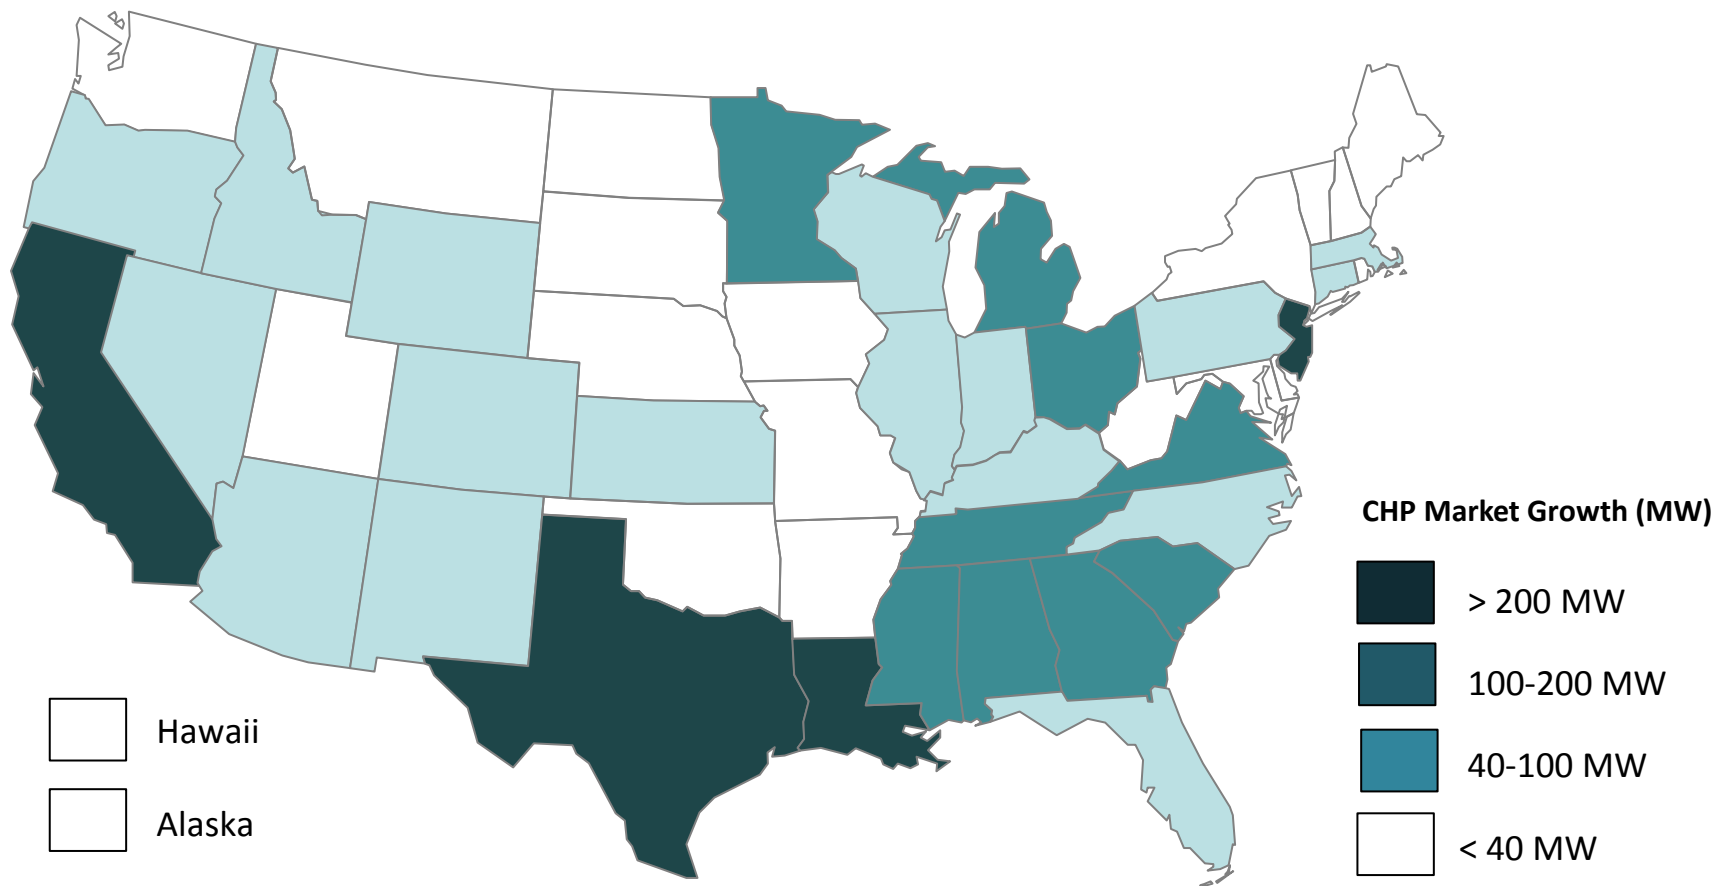 CHP Market Growth (MW)
> 200 MW
100-200 MW
40-100 MW
< 40 MW
Hawaii
Alaska